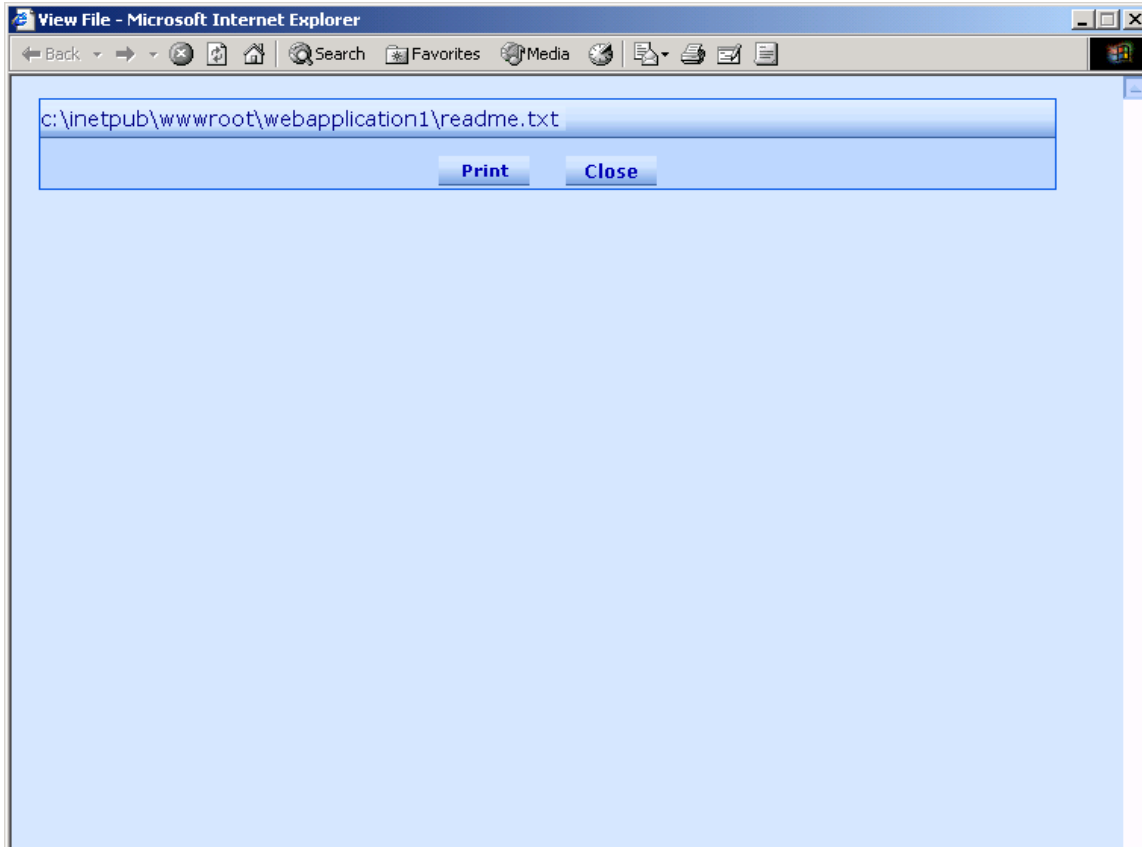 View File - Microsoft Internet Explorer
Back Search Favorites Media
c:\inetpub\wwwroot\webapplication1\readme.txt
Print Close